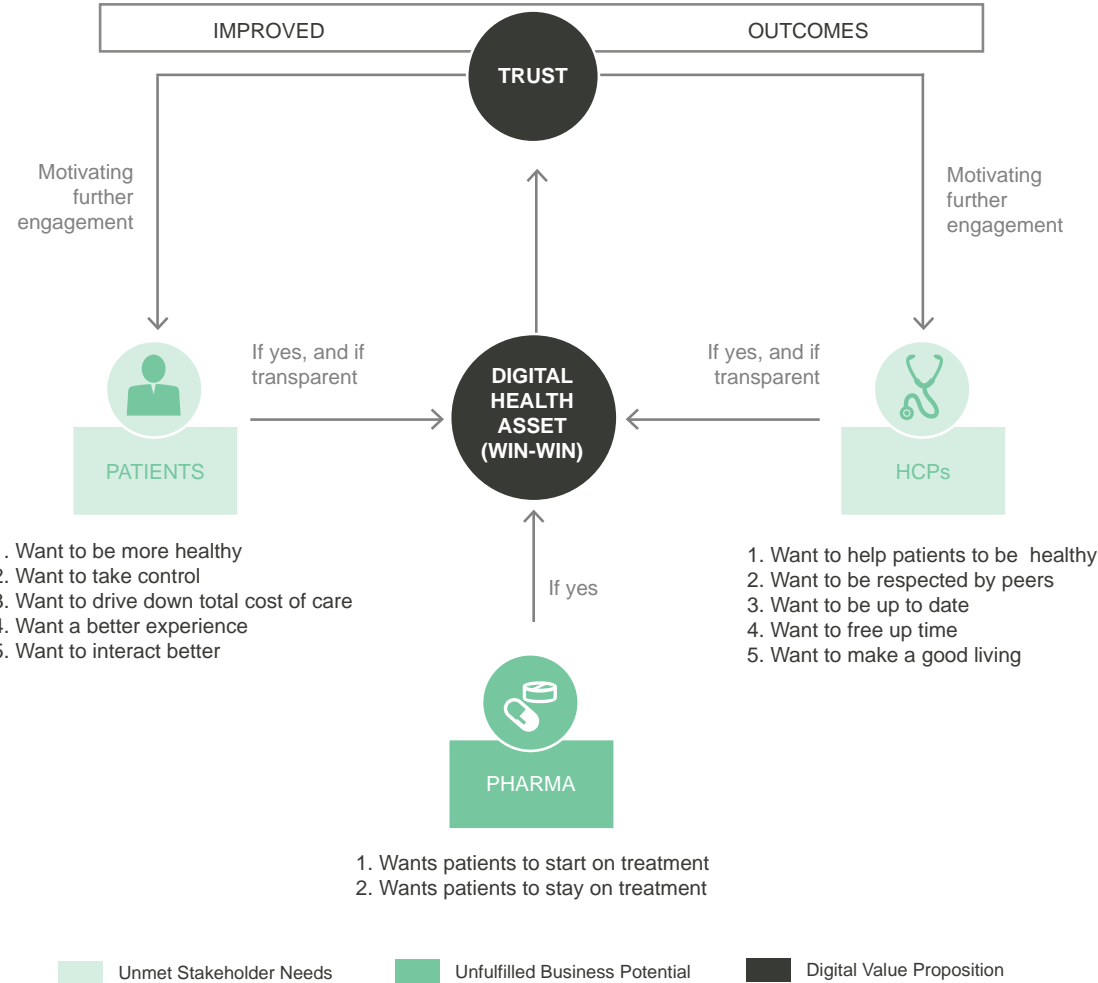 IMPROVED
OUTCOMES
TRUST
Motivating
further
engagement
Motivating
further
engagement
If yes, and if
transparent
If yes, and if
transparent
DIGITAL
HEALTH
ASSET
(WIN-WIN)
PATIENTS
HCPs
. Want to be more healthy
2. Want to take control
3. Want to drive down total cost of care
4. Want a better experience
5. Want to interact better
If yes
1. Want to help patients to be  healthy
2. Want to be respected by peers
3. Want to be up to date
4. Want to free up time
5. Want to make a good living
PHARMA
1. Wants patients to start on treatment
2. Wants patients to stay on treatment
Unmet Stakeholder Needs
Unfulfilled Business Potential
Digital Value Proposition